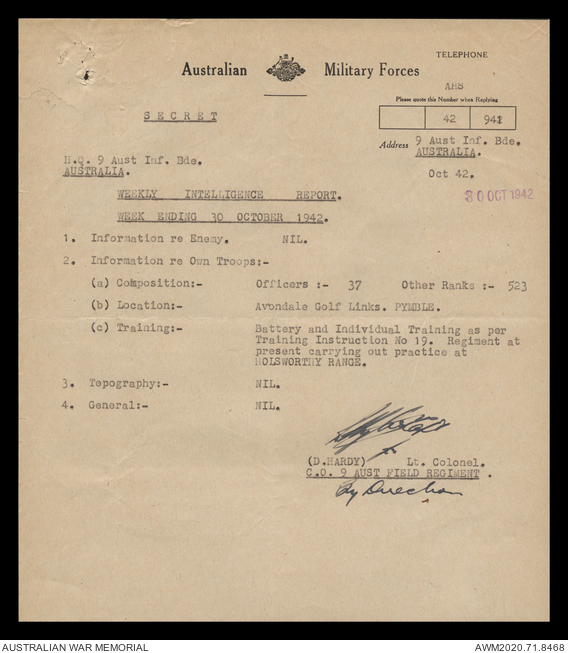 TELEPHONE
Australian Military Forces
AHS
Please quote this Number when Replying
SECRET
42 941
Address 9 Aust Inf. Bde.
AUSTRALIA.
H.Q. 9 Aust Inf. Bde.
AUSTRALIA.
Oct 42.
30 OCT 1942
WEEKLY INTELLIGENCE REPORT.
WEEK ENDING 30 OCTOBER 1942.
1. Information re Enemy. NIL.
2. Information re Own Troops:-
(a) Composition:- Officers :- 37 Other Ranks :- 523
(b) Location:- Avondale Golf Links. PYMBLE.
(c) Training:- Battery and Individual Training as per
Training Instruction No 19. Regiment at
present carrying out practice at
HOLSWORTHY RANGE.
3. Topography:- NIL.
4. General:- NIL.
(D.HARDY) Lt. Colonel.
C.O. 9 AUST FIELD REGIMENT .
By Direction
AUSTRALIAN WAR MEMORIAL
AWM2020.71.8468